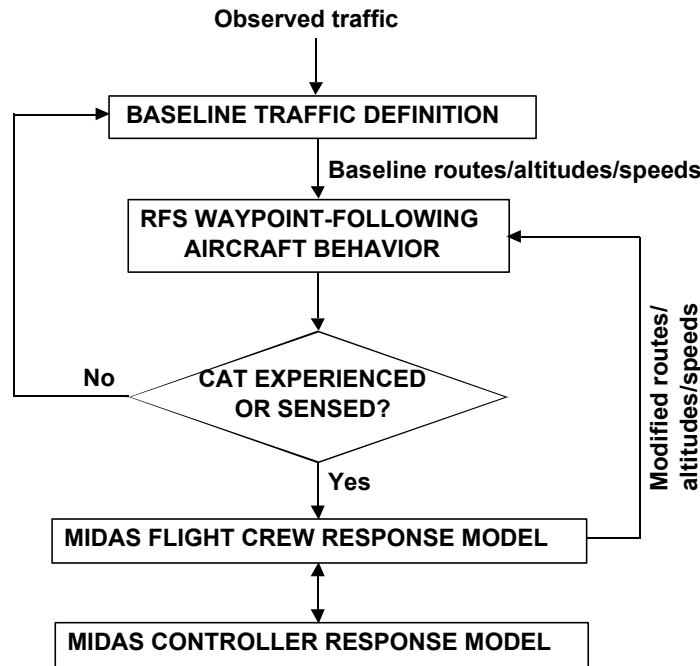 Observed traffic
BASELINE TRAFFIC DEFINITION
Baseline routes/altitudes/speeds
RFS WAYPOINT-FOLLOWING
AIRCRAFT BEHAVIOR
No
CAT EXPERIENCED
OR SENSED?
Modified routes/
altitudes/speeds
Yes
MIDAS FLIGHT CREW RESPONSE MODEL
MIDAS CONTROLLER RESPONSE MODEL